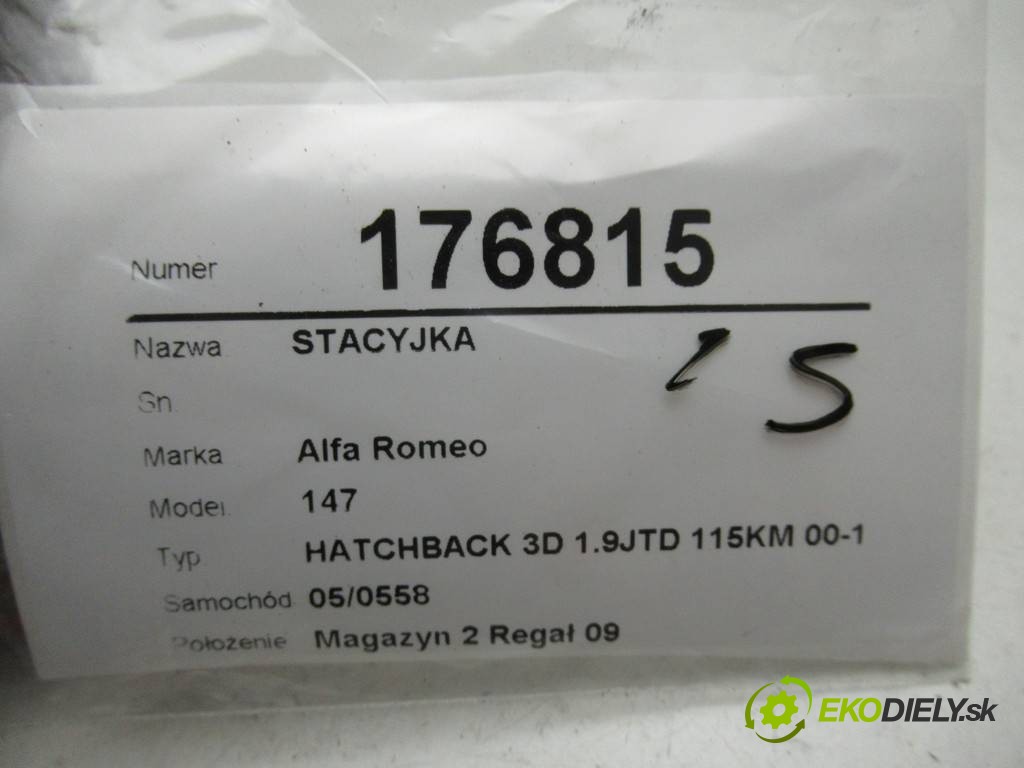 Numer 176815
Nazwa STACYJKA
Sn.
Marka Alfa Romeo
Model 147
Typ HATCHBACK 3D 1.9JTD 115KM 00-1
Samochód 05/0558
Położenie Magazyn 2 Regał 09
EKODIELY.sk